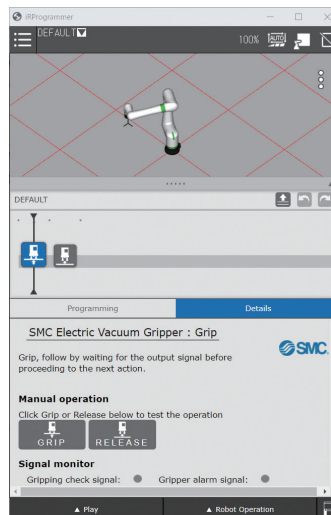 iRProgrammer
DEFAULT
100%
AUTO
DEFAULT
Programming
Details
SMC Electric Vacuum Gripper : Grip
SMC
Grip, follow by waiting for the output signal before
proceeding to the next action.
Manual operation
Click Grip or Release below to test the operation
GRIP
RELEASE
Signal monitor
Gripping check signal:
Gripper alarm signal:
Play
Robot Operation